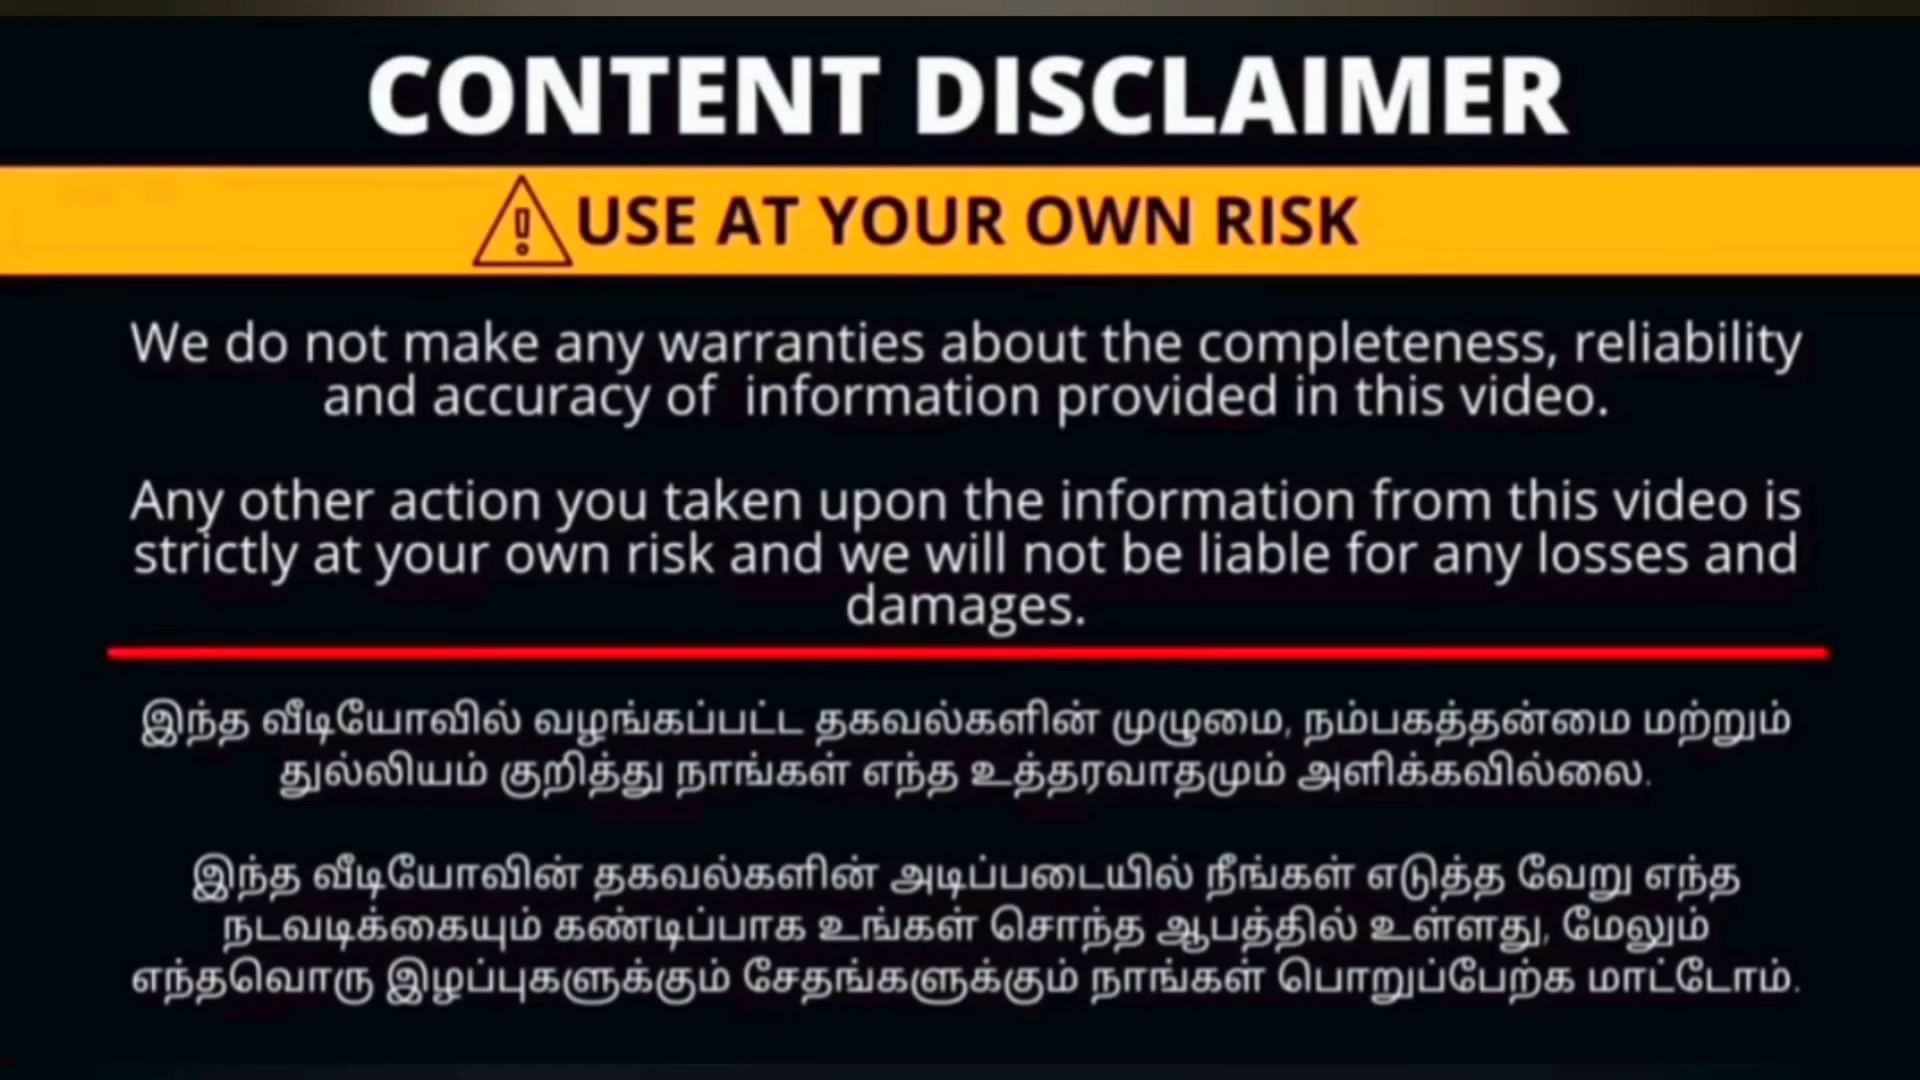 CONTENT DISCLAIMER
USE AT YOUR OWN RISK
We do not make any warranties about the completeness, reliability
and accuracy of information provided in this video.
Any other action you taken upon the information from this video is
strictly at your own risk and we will not be liable for any losses and
damages.
இந்த வீடியோவில் வழங்கப்பட்ட தகவல்களின் முழுமை, நம்பகத்தன்மை மற்றும்
துல்லியம் குறித்து நாங்கள் எந்த உத்தரவாதமும் அளிக்கவில்லை.
இந்த வீடியோவின் தகவல்களின் அடிப்படையில் நீங்கள் எடுத்த வேறு எந்த
நடவடிக்கையும் கண்டிப்பாக உங்கள் சொந்த ஆபத்தில் உள்ளது, மேலும்
எந்தவொரு இழப்புகளுக்கும் சேதங்களுக்கும் நாங்கள் பொறுப்பேற்க மாட்டோம்.